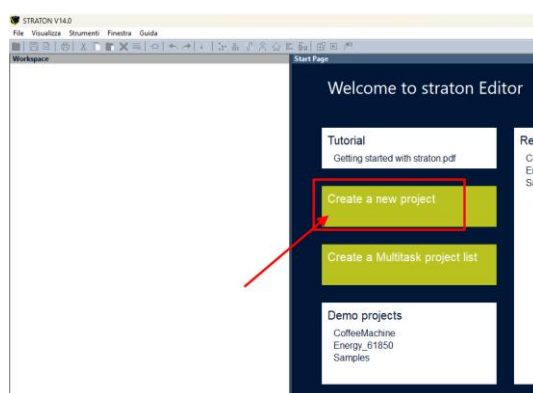 STRATON V14.0
File Visualizza Strumenti Finestra Guida
Workspace
Start Page
Welcome to straton Editor
Tutorial
Getting started with straton.pdf
Create a new project
Create a Multitask project list
Demo projects
CoffeeMachine
Energy_61850
Samples